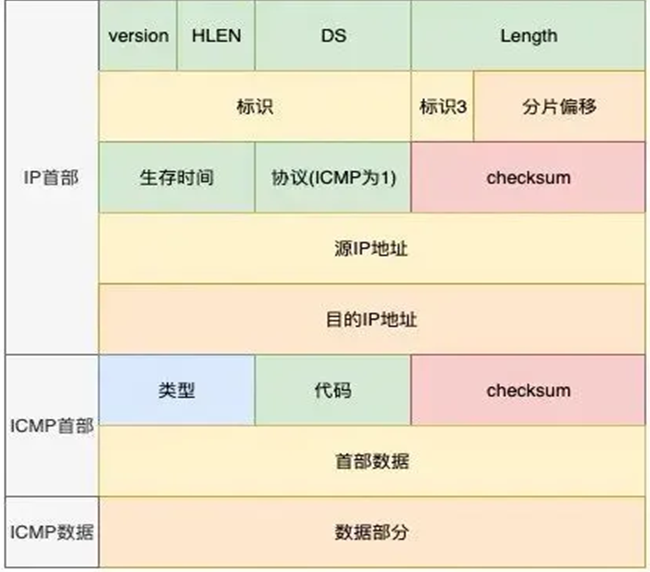 version HLEN DS Length
标识 标识3 分片偏移
IP首部 生存时间 协议(ICMP为1) checksum
源IP地址
目的IP地址
类型 代码 checksum
ICMP首部
首部数据
ICMP数据 数据部分